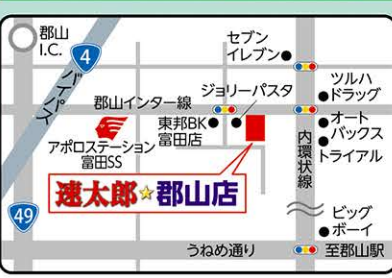 郡山
I.C.
4
バイパス
セブン
イレブン
ジョリーパスタ
ツルハ
ドラッグ
郡山インター線
東邦BK
富田店
オート
バックス
トライアル
アポロステーション
富田SS
内環状線
速太郎☆郡山店
49
ビッグ
ボーイ
うねめ通り
至郡山駅